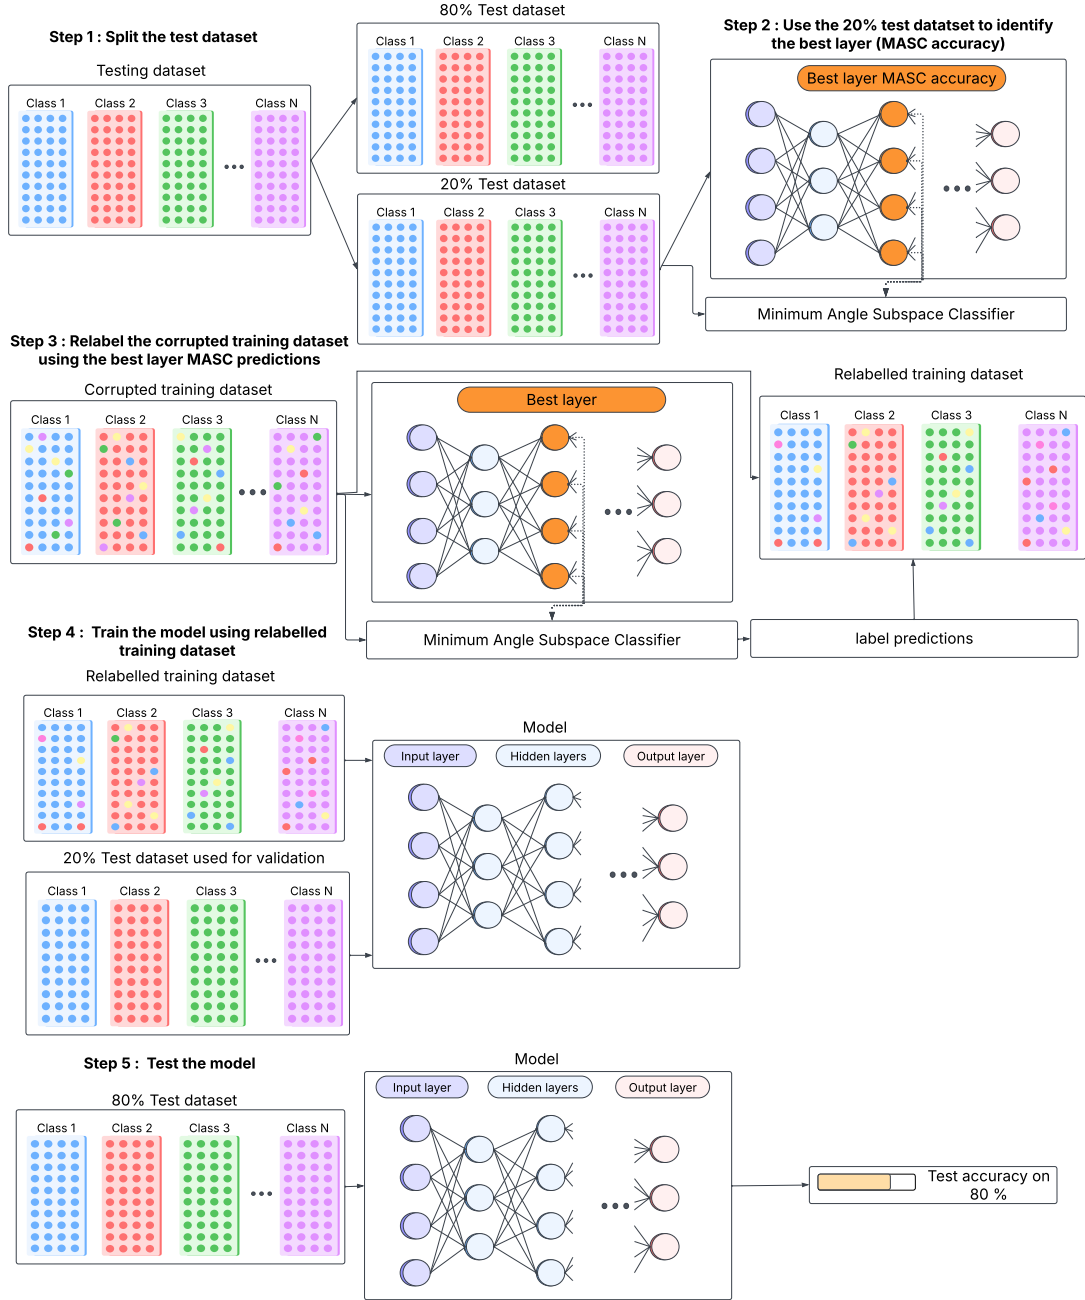 Step 1 : Split the test dataset
Testing dataset
Class 1
Class 2
Class 3
Class N
80% Test dataset
Class 1
Class 2
Class 3
Class N
20% Test dataset
Class 1
Class 2
Class 3
Class N
Step 2 : Use the 20% test datatset to identify
the best layer (MASC accuracy)
Best layer MASC accuracy
Minimum Angle Subspace Classifier
Step 3 : Relabel the corrupted training dataset
using the best layer MASC predictions
Corrupted training dataset
Class 1
Class 2
Class 3
Class N
Best layer
Minimum Angle Subspace Classifier
label predictions
Relabelled training dataset
Class 1
Class 2
Class 3
Class N
Step 4 :  Train the model using relabelled
training dataset
Relabelled training dataset
Class 1
Class 2
Class 3
Class N
20% Test dataset used for validation
Class 1
Class 2
Class 3
Class N
Model
Input layer
Hidden layers
Output layer
Step 5 :  Test the model
80% Test dataset
Class 1
Class 2
Class 3
Class N
Model
Input layer
Hidden layers
Output layer
Test accuracy on
80 %